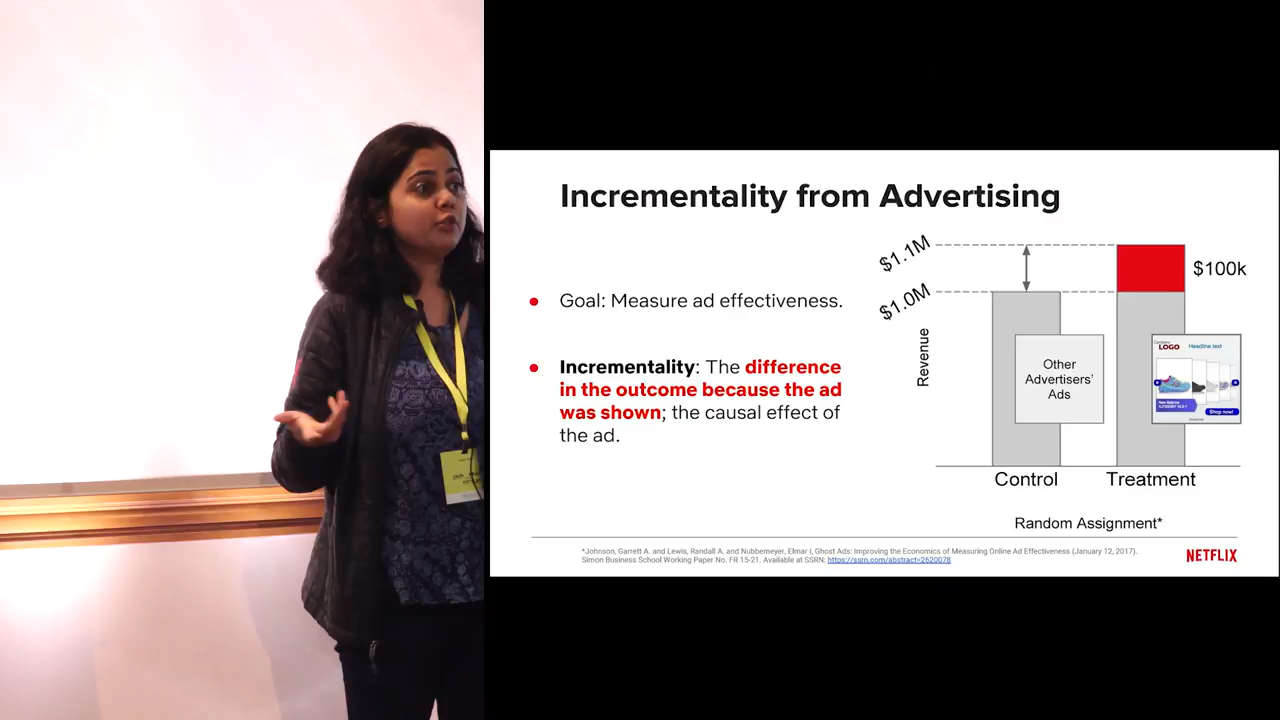 Incrementality from Advertising
Goal: Measure ad effectiveness.
Incrementality: The difference
in the outcome because the ad
was shown; the causal effect of
the ad.
$1.1M
$1.0M
$100k
Revenue
Other
Advertisers'
Ads
LOGO
Headline text
Shop now!
Control
Treatment
Random Assignment*
*Johnson, Garrett A. and Lewis, Randall A. and Nubbemeyer, Elmar I, Ghost Ads: Improving the Economics of Measuring Online Ad Effectiveness (January 12, 2017).
Simon Business School Working Paper No. FR 15-21. Available at SSRN: https://ssrn.com/abstract=2620078
NETFLIX